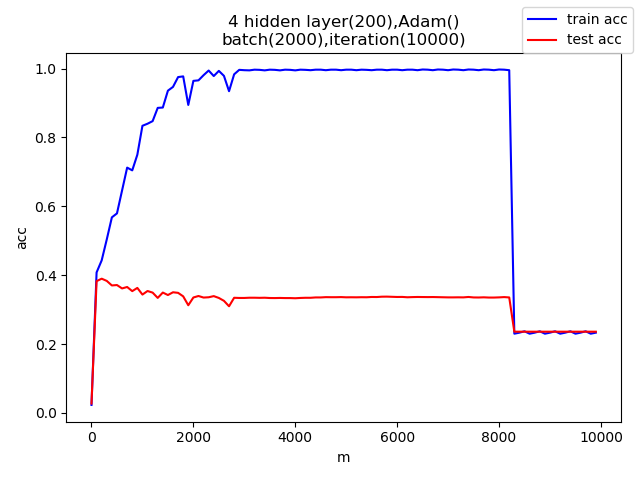 4 hidden layer(200),Adam()
batch(2000),iteration(10000)
train acc
test acc
1.0
0.8
0.6
0.4
0.2
0.0
acc
0
2000
4000
6000
8000
10000
m